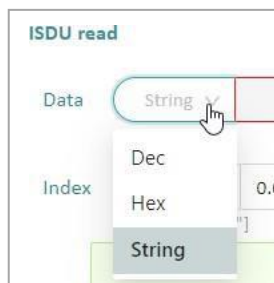 ISDU read
Data String
Dec
Index
Hex
"]
String